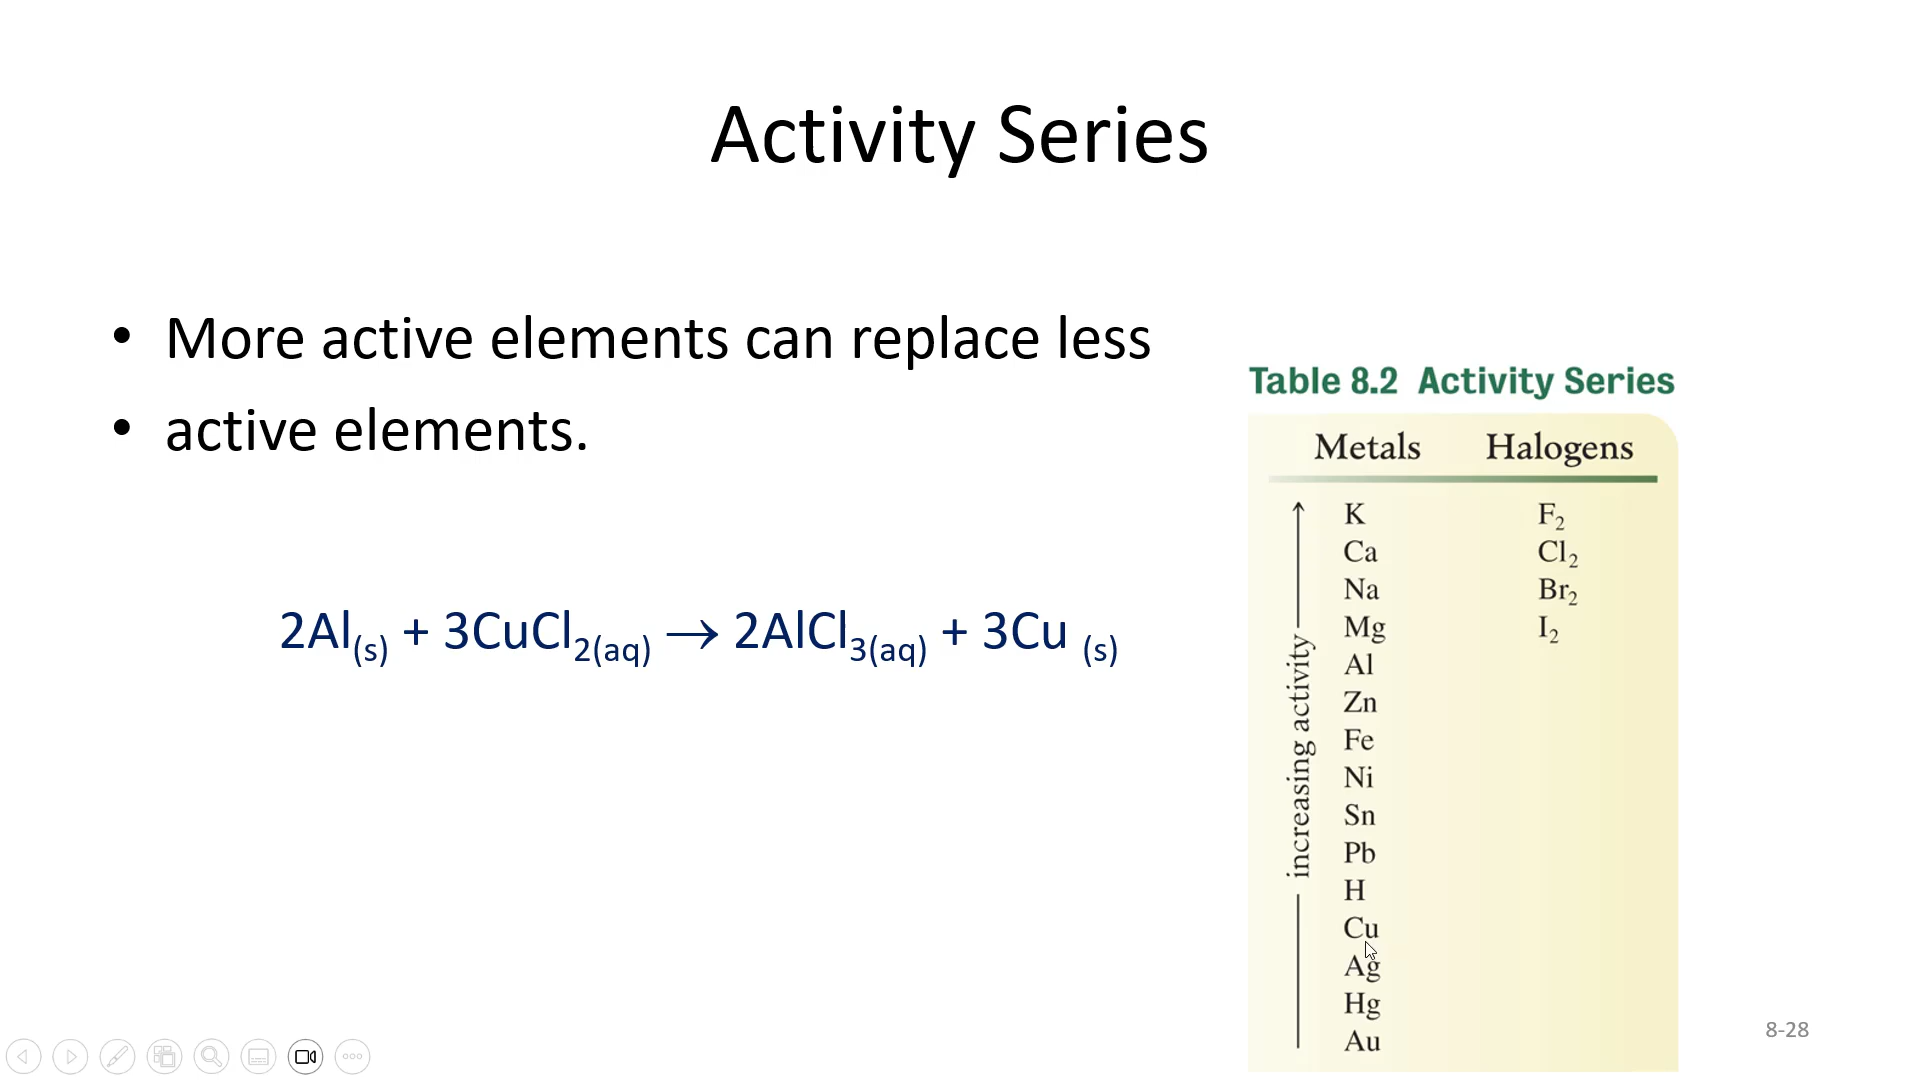 Activity Series
• More active elements can replace less
• active elements.
2Al(s) + 3CuCl2(aq) → 2AlCl3(aq) + 3Cu (s)
Table 8.2 Activity Series
Metals Halogens
increasing activity
K F2
Ca Cl2
Na Br2
Mg I2
Al
Zn
Fe
Ni
Sn
Pb
H
Cu
Ag
Hg
Au
8-28